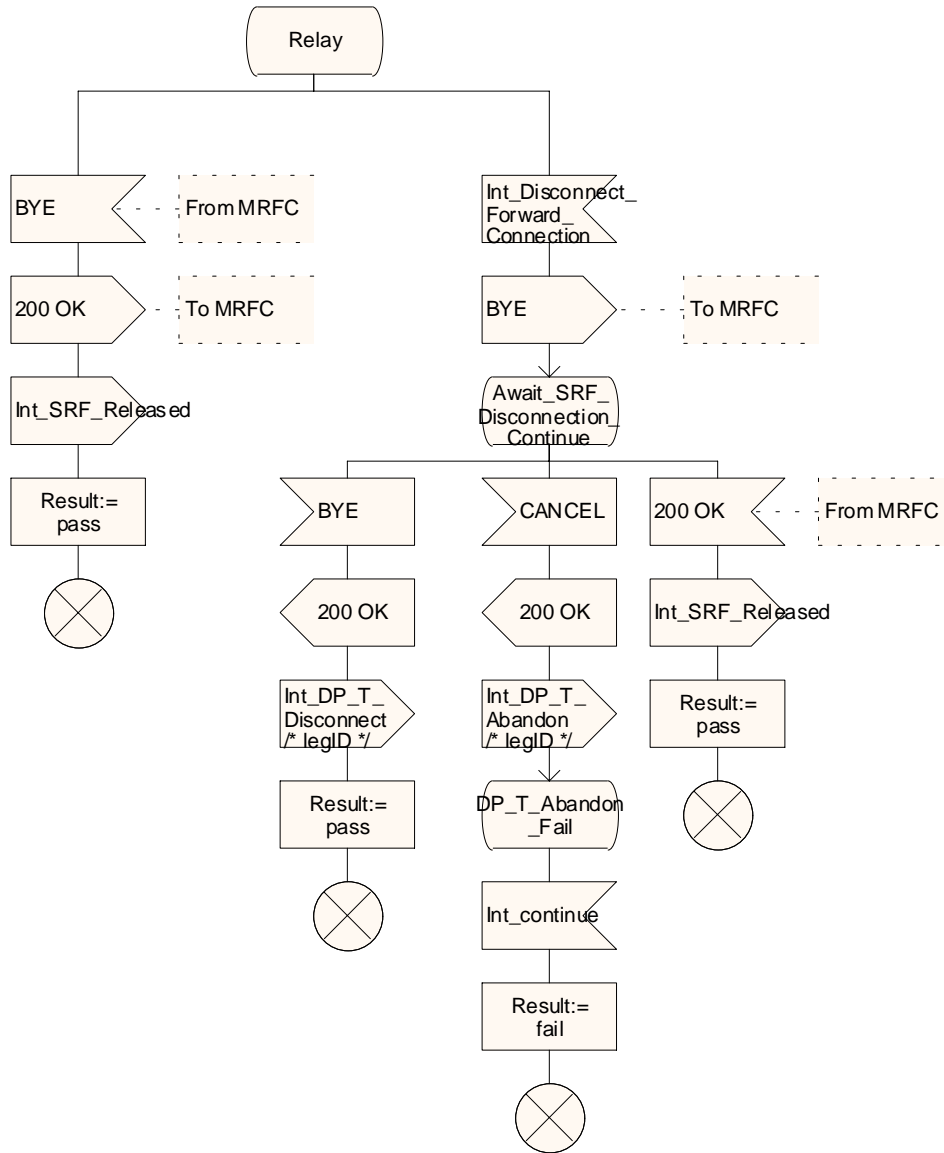 Relay
BYE
From MRFC
Int_Disconnect_
Forward_
Connection
200 OK
To MRFC
BYE
To MRFC
Int_SRF_Released
Await_SRF_
Disconnection_
Continue
Result:=
pass
BYE
CANCEL
200 OK
From MRFC
200 OK
200 OK
Int_SRF_Released
Int_DP_T_
Disconnect
/* legID */
Int_DP_T_
Abandon
/* legID */
Result:=
pass
Result:=
pass
DP_T_Abandon
_Fail
Int_continue
Result:=
fail